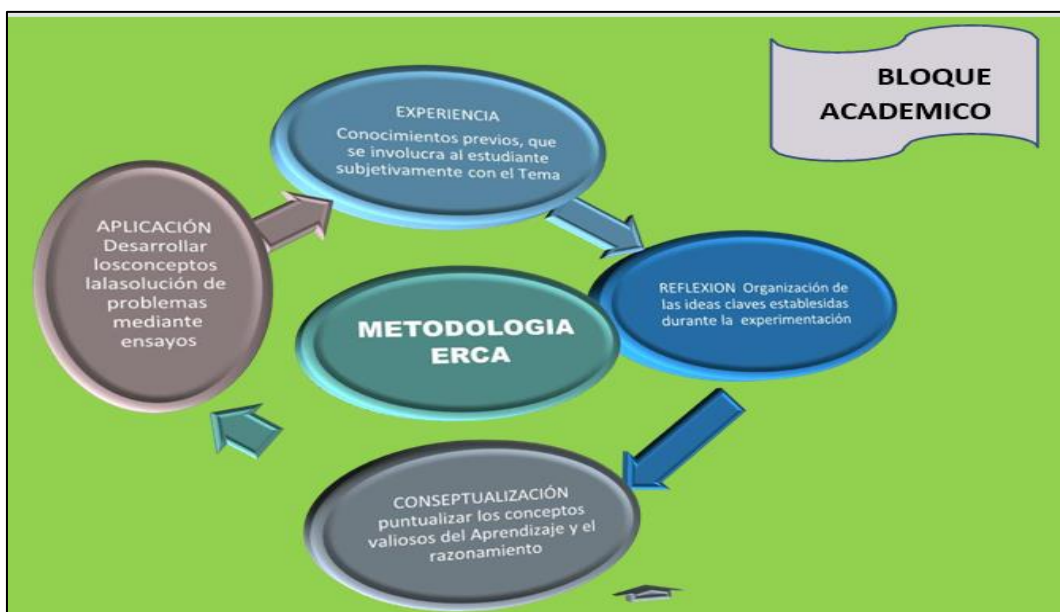 BLOQUE
ACADEMICO
EXPERIENCIA
Conocimientos previos, que
se involucra al estudiante
subjetivamente con el Tema
REFLEXION Organización de
las ideas claves establesidas
durante la experimentación
CONSEPTUALIZACIÓN
puntualizar los conceptos
valiosos del Aprendizaje y el
razonamiento
APLICACIÓN
Desarrollar
losconceptos
lalasolución de
problemas
mediante
ensayos
METODOLOGIA
ERCA